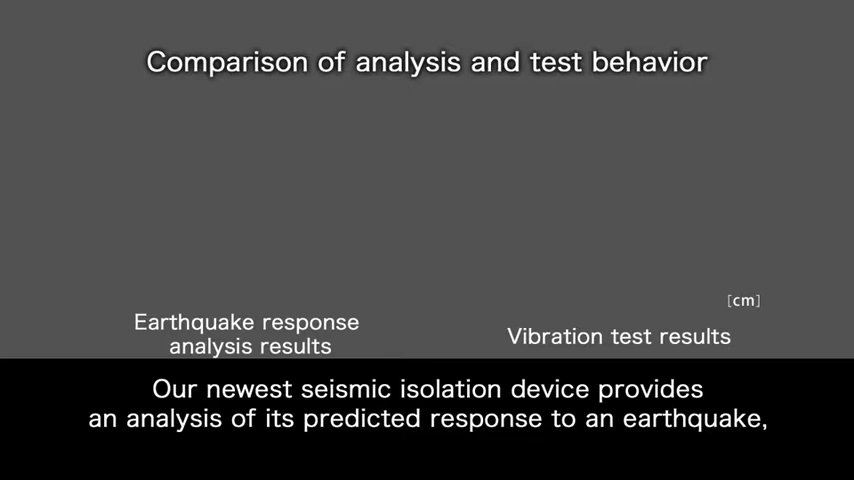 Comparison of analysis and test behavior
[cm]
Earthquake response
analysis results
Vibration test results
Our newest seismic isolation device provides
an analysis of its predicted response to an earthquake,